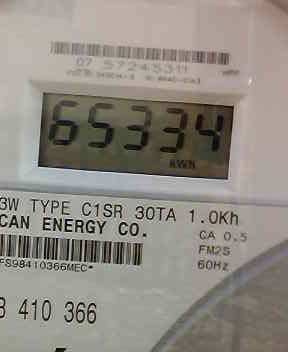 07 57245311
65334
KWh
3W TYPE C1SR 30TA 1.0Kh
CAN ENERGY CO.
CA 0.5
FM2S
FS98410366MEC*
60Hz
410 366